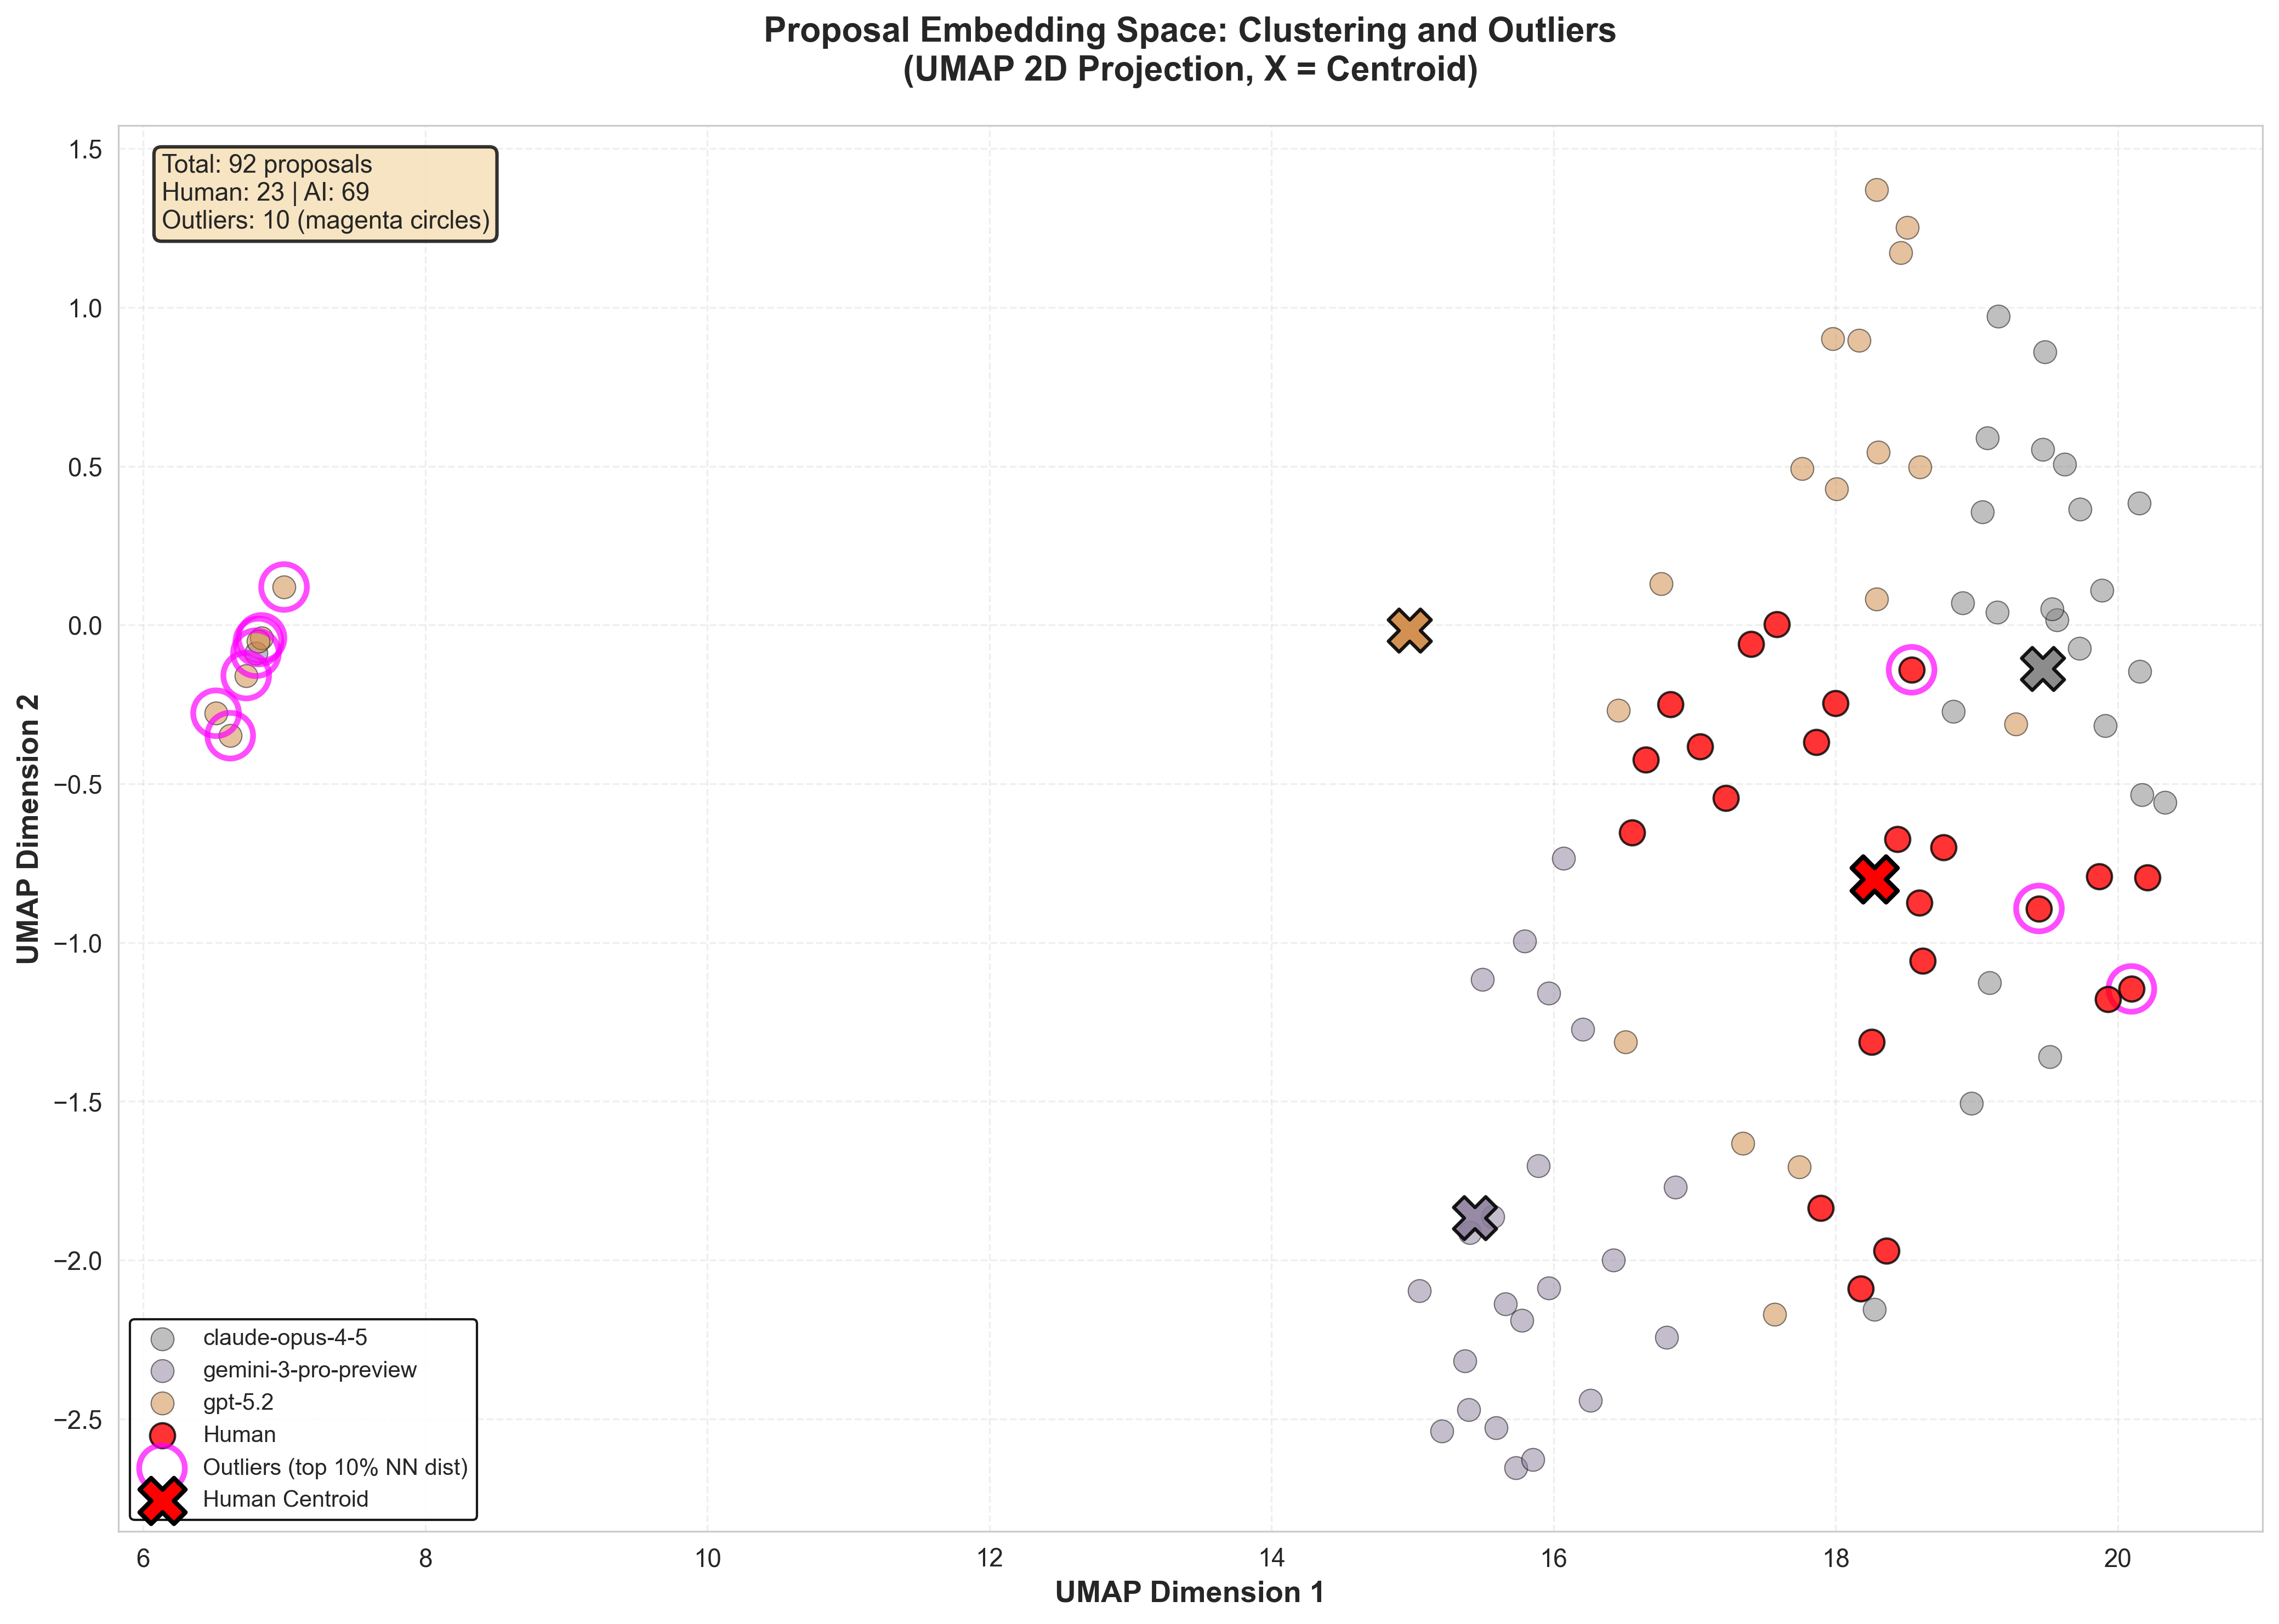 Proposal Embedding Space: Clustering and Outliers
(UMAP 2D Projection, X = Centroid)
Total: 92 proposals
Human: 23 | AI: 69
Outliers: 10 (magenta circles)
1.5
1.0
0.5
0.0
−0.5
−1.0
−1.5
−2.0
−2.5
UMAP Dimension 2
claude-opus-4-5
gemini-3-pro-preview
gpt-5.2
Human
Outliers (top 10% NN dist)
Human Centroid
6 8 10 12 14 16 18 20
UMAP Dimension 1